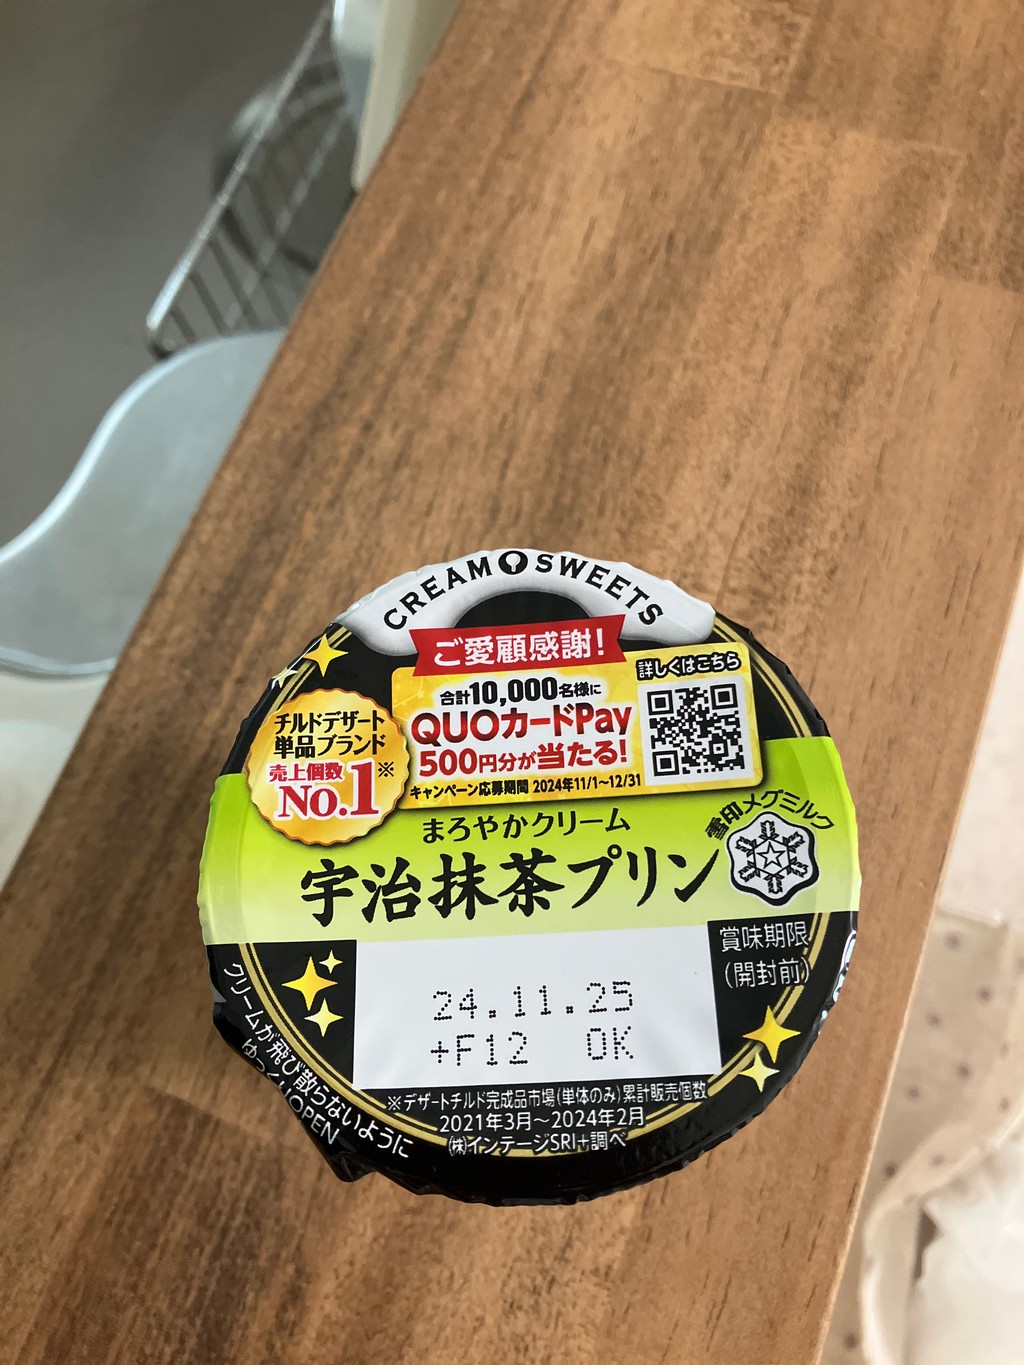 CREAM SWEETS
ご愛顧感謝!
合計10,000名様に
QUOカードPay
500円分が当たる!
キャンペーン応募期間 2024年11/1〜12/31
詳しくはこちら
チルドデザート
単品ブランド
売上個数
No.1※
まろやかクリーム
宇治抹茶プリン
雪印メグミルク
賞味期限
(開封前)
24.11.25
+F12 OK
※デザートチルド完成品市場(単体のみ)累計販売個数
2021年3月〜2024年2月
㈱インテージSRI+調べ
クリームが飛び散らないように
ゆっくりOPEN